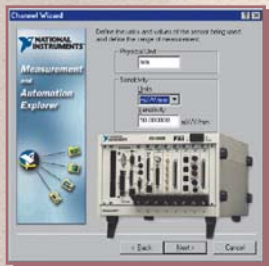 Channel Wizard
NATIONAL
INSTRUMENTS
Measurement
and
Automation
Explorer
Define the units and values of the sensor being used
and define the range of measurement.
Physical Unit
Sensitivity
Units
Sensitivity
< Back
Next >
Cancel